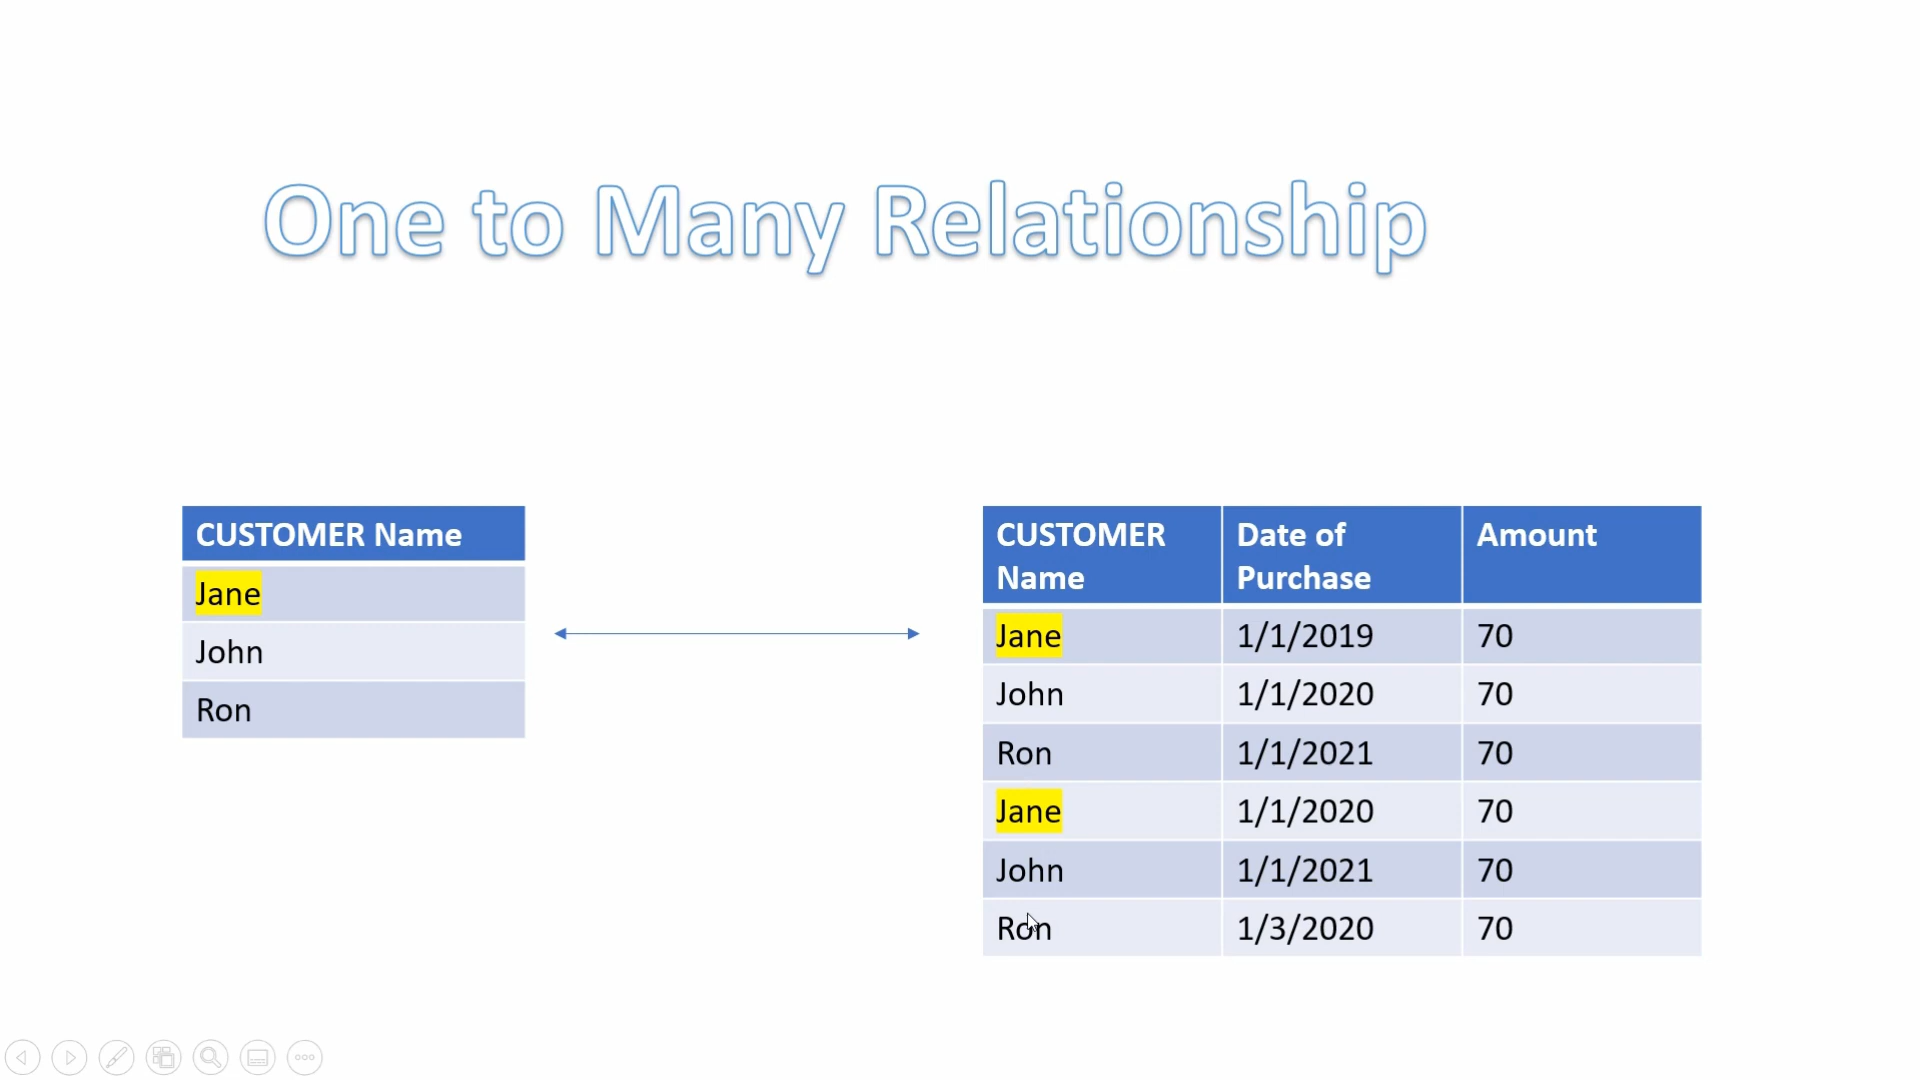 One to Many Relationship
CUSTOMER Name
Jane
John
Ron
CUSTOMER Name Date of Purchase Amount
Jane 1/1/2019 70
John 1/1/2020 70
Ron 1/1/2021 70
Jane 1/1/2020 70
John 1/1/2021 70
Ron 1/3/2020 70